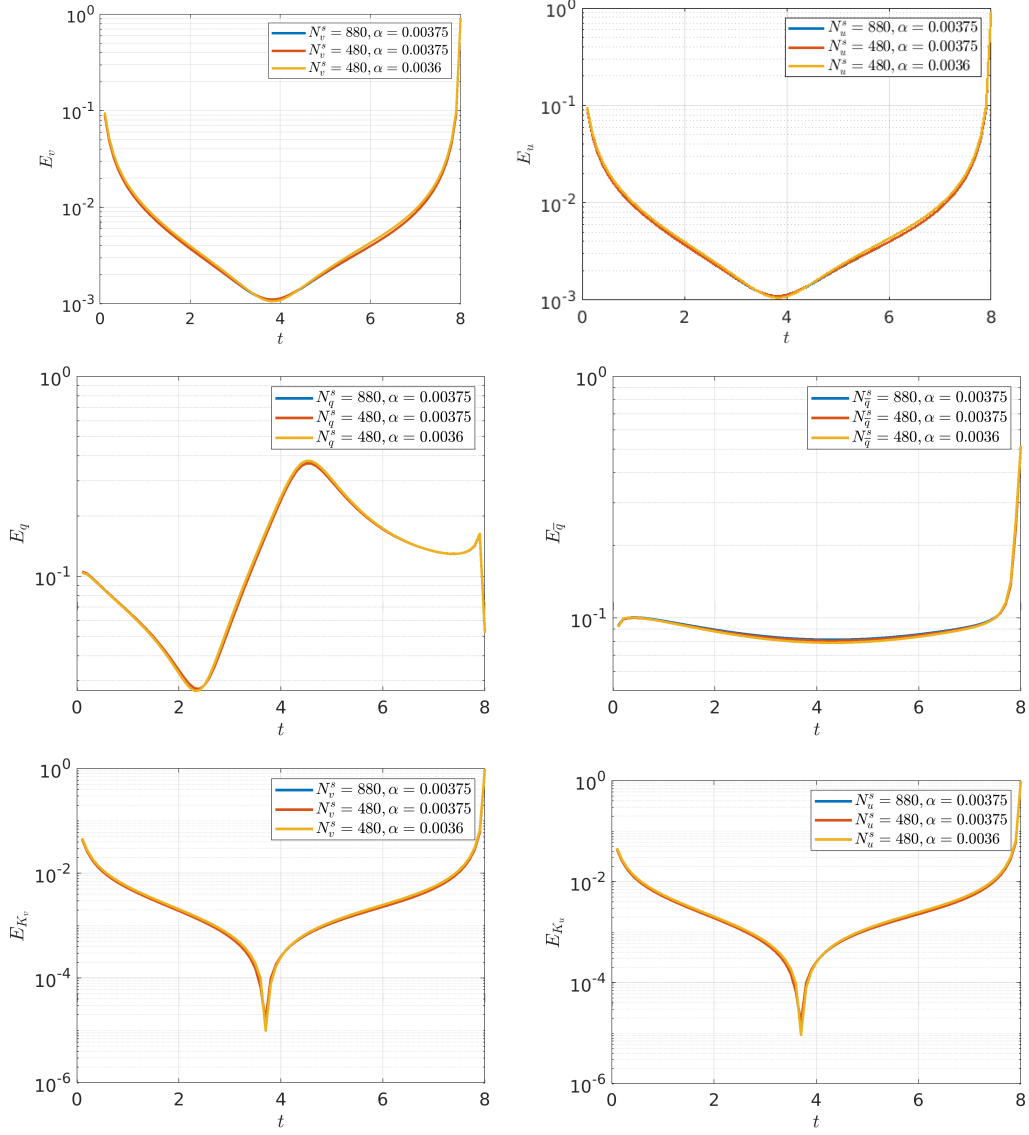 10^0
10^-1
10^-2
10^-3
0 2 4 6 8
t
E_v
N_v^s = 880, α = 0.00375
N_v^s = 480, α = 0.00375
N_v^s = 480, α = 0.0036
10^0
10^-1
10^-2
10^-3
0 2 4 6 8
t
E_u
N_u^s = 880, α = 0.00375
N_u^s = 480, α = 0.00375
N_u^s = 480, α = 0.0036
10^0
10^-1
0 2 4 6 8
t
E_q
N_q^s = 880, α = 0.00375
N_q^s = 480, α = 0.00375
N_q^s = 480, α = 0.0036
10^0
10^-1
0 2 4 6 8
t
E_q̄
N_q̄^s = 880, α = 0.00375
N_q̄^s = 480, α = 0.00375
N_q̄^s = 480, α = 0.0036
10^0
10^-2
10^-4
10^-6
0 2 4 6 8
t
E_{K_v}
N_v^s = 880, α = 0.00375
N_v^s = 480, α = 0.00375
N_v^s = 480, α = 0.0036
10^0
10^-2
10^-4
10^-6
0 2 4 6 8
t
E_{K_u}
N_u^s = 880, α = 0.00375
N_u^s = 480, α = 0.00375
N_u^s = 480, α = 0.0036